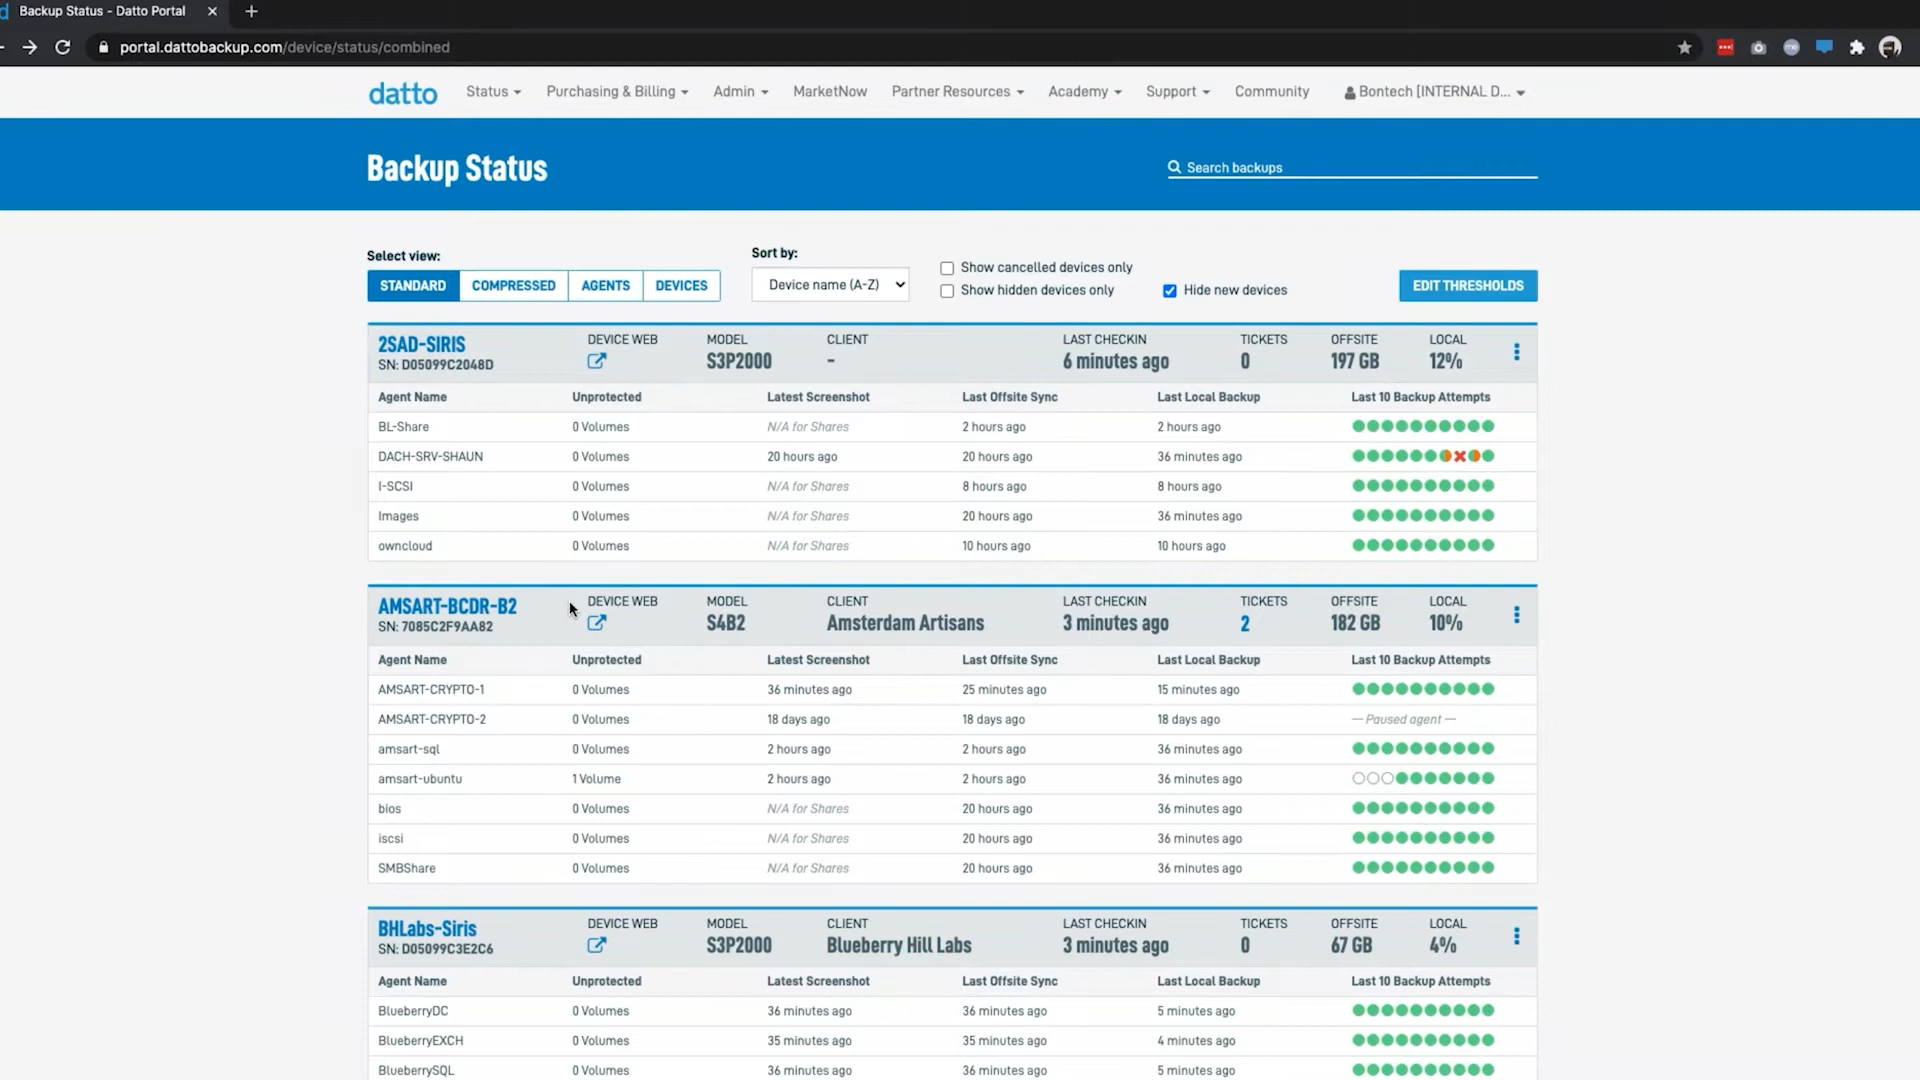 Backup Status - Datto Portal
portal.dattobackup.com/device/status/combined
datto Status Purchasing & Billing Admin MarketNow Partner Resources Academy Support Community Bontech [INTERNAL D...
Backup Status
Search backups
Select view:
STANDARD COMPRESSED AGENTS DEVICES
Sort by:
Device name (A-Z)
Show cancelled devices only
Show hidden devices only
Hide new devices
EDIT THRESHOLDS
2SAD-SIRIS DEVICE WEB MODEL CLIENT LAST CHECKIN TICKETS OFFSITE LOCAL
SN: D05099C2048D S3P2000 - 6 minutes ago 0 197 GB 12%
Agent Name Unprotected Latest Screenshot Last Offsite Sync Last Local Backup Last 10 Backup Attempts
BL-Share 0 Volumes N/A for Shares 2 hours ago 2 hours ago
DACH-SRV-SHAUN 0 Volumes 20 hours ago 20 hours ago 36 minutes ago
I-SCSI 0 Volumes N/A for Shares 8 hours ago 8 hours ago
Images 0 Volumes N/A for Shares 20 hours ago 36 minutes ago
owncloud 0 Volumes N/A for Shares 10 hours ago 10 hours ago
AMSART-BCDR-B2 DEVICE WEB MODEL CLIENT LAST CHECKIN TICKETS OFFSITE LOCAL
SN: 7085C2F9AA82 S4B2 Amsterdam Artisans 3 minutes ago 2 182 GB 10%
Agent Name Unprotected Latest Screenshot Last Offsite Sync Last Local Backup Last 10 Backup Attempts
AMSART-CRYPTO-1 0 Volumes 36 minutes ago 25 minutes ago 15 minutes ago
AMSART-CRYPTO-2 0 Volumes 18 days ago 18 days ago 18 days ago — Paused agent —
amsart-sql 0 Volumes 2 hours ago 2 hours ago 36 minutes ago
amsart-ubuntu 1 Volume 2 hours ago 2 hours ago 36 minutes ago
bios 0 Volumes N/A for Shares 20 hours ago 36 minutes ago
iscsi 0 Volumes N/A for Shares 20 hours ago 36 minutes ago
SMBShare 0 Volumes N/A for Shares 20 hours ago 36 minutes ago
BHLabs-Siris DEVICE WEB MODEL CLIENT LAST CHECKIN TICKETS OFFSITE LOCAL
SN: D05099C3E2C6 S3P2000 Blueberry Hill Labs 3 minutes ago 0 67 GB 4%
Agent Name Unprotected Latest Screenshot Last Offsite Sync Last Local Backup Last 10 Backup Attempts
BlueberryDC 0 Volumes 36 minutes ago 36 minutes ago 5 minutes ago
BlueberryEXCH 0 Volumes 35 minutes ago 35 minutes ago 4 minutes ago
BlueberrySQL 0 Volumes 36 minutes ago 36 minutes ago 5 minutes ago